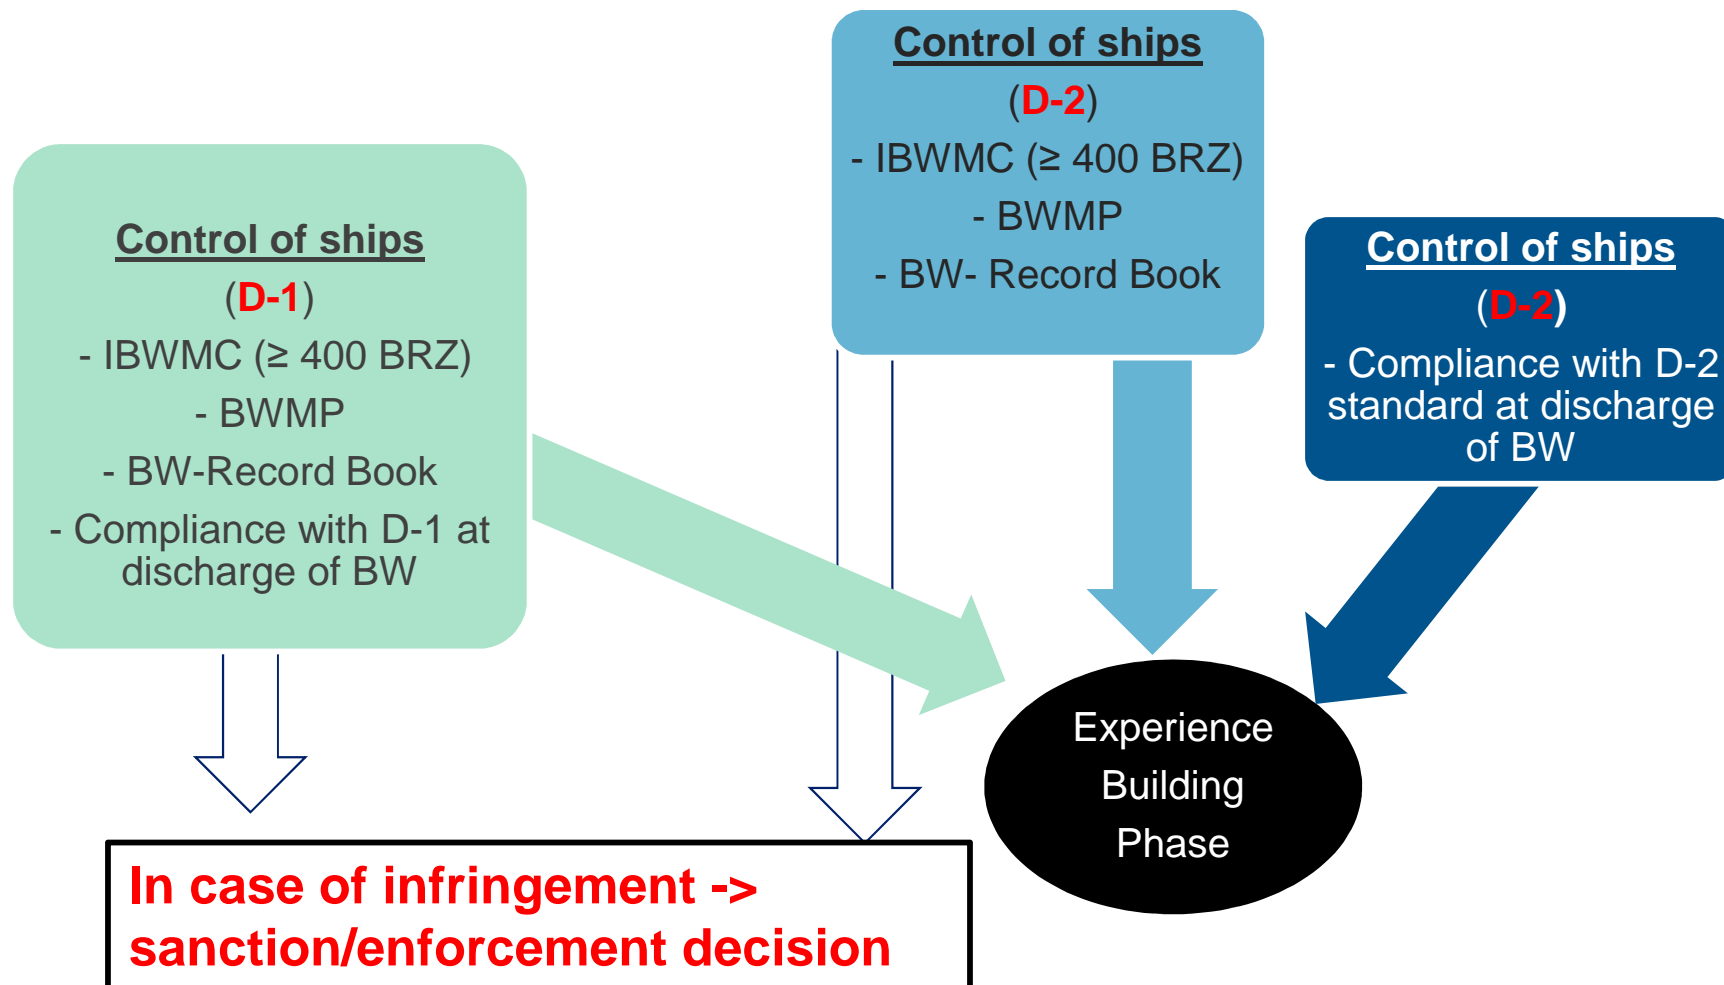 Control of ships
(D-1)
- IBWMC (≥ 400 BRZ)
- BWMP
- BW-Record Book
- Compliance with D-1 at
discharge of BW
Control of ships
(D-2)
- IBWMC (≥ 400 BRZ)
- BWMP
- BW- Record Book
Control of ships
(D-2)
- Compliance with D-2
standard at discharge
of BW
Experience
Building
Phase
In case of infringement ->
sanction/enforcement decision